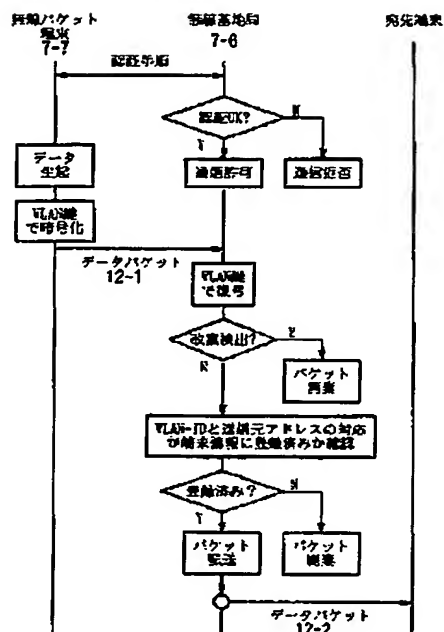 無線パケット
端末
7-7
無線基地局
7-6
宛先端末
認証手順
認証OK?
N
Y
データ
生起
通信許可
通信拒否
VLAN鍵
で暗号化
データパケット
12-1
VLAN鍵
で復号
改竄検出?
Y
N
パケット
廃棄
VLAN-IDと送信元アドレスの対応
が端末情報に登録済みか確認
登録済み?
N
Y
パケット
転送
パケット
廃棄
データパケット
12-2